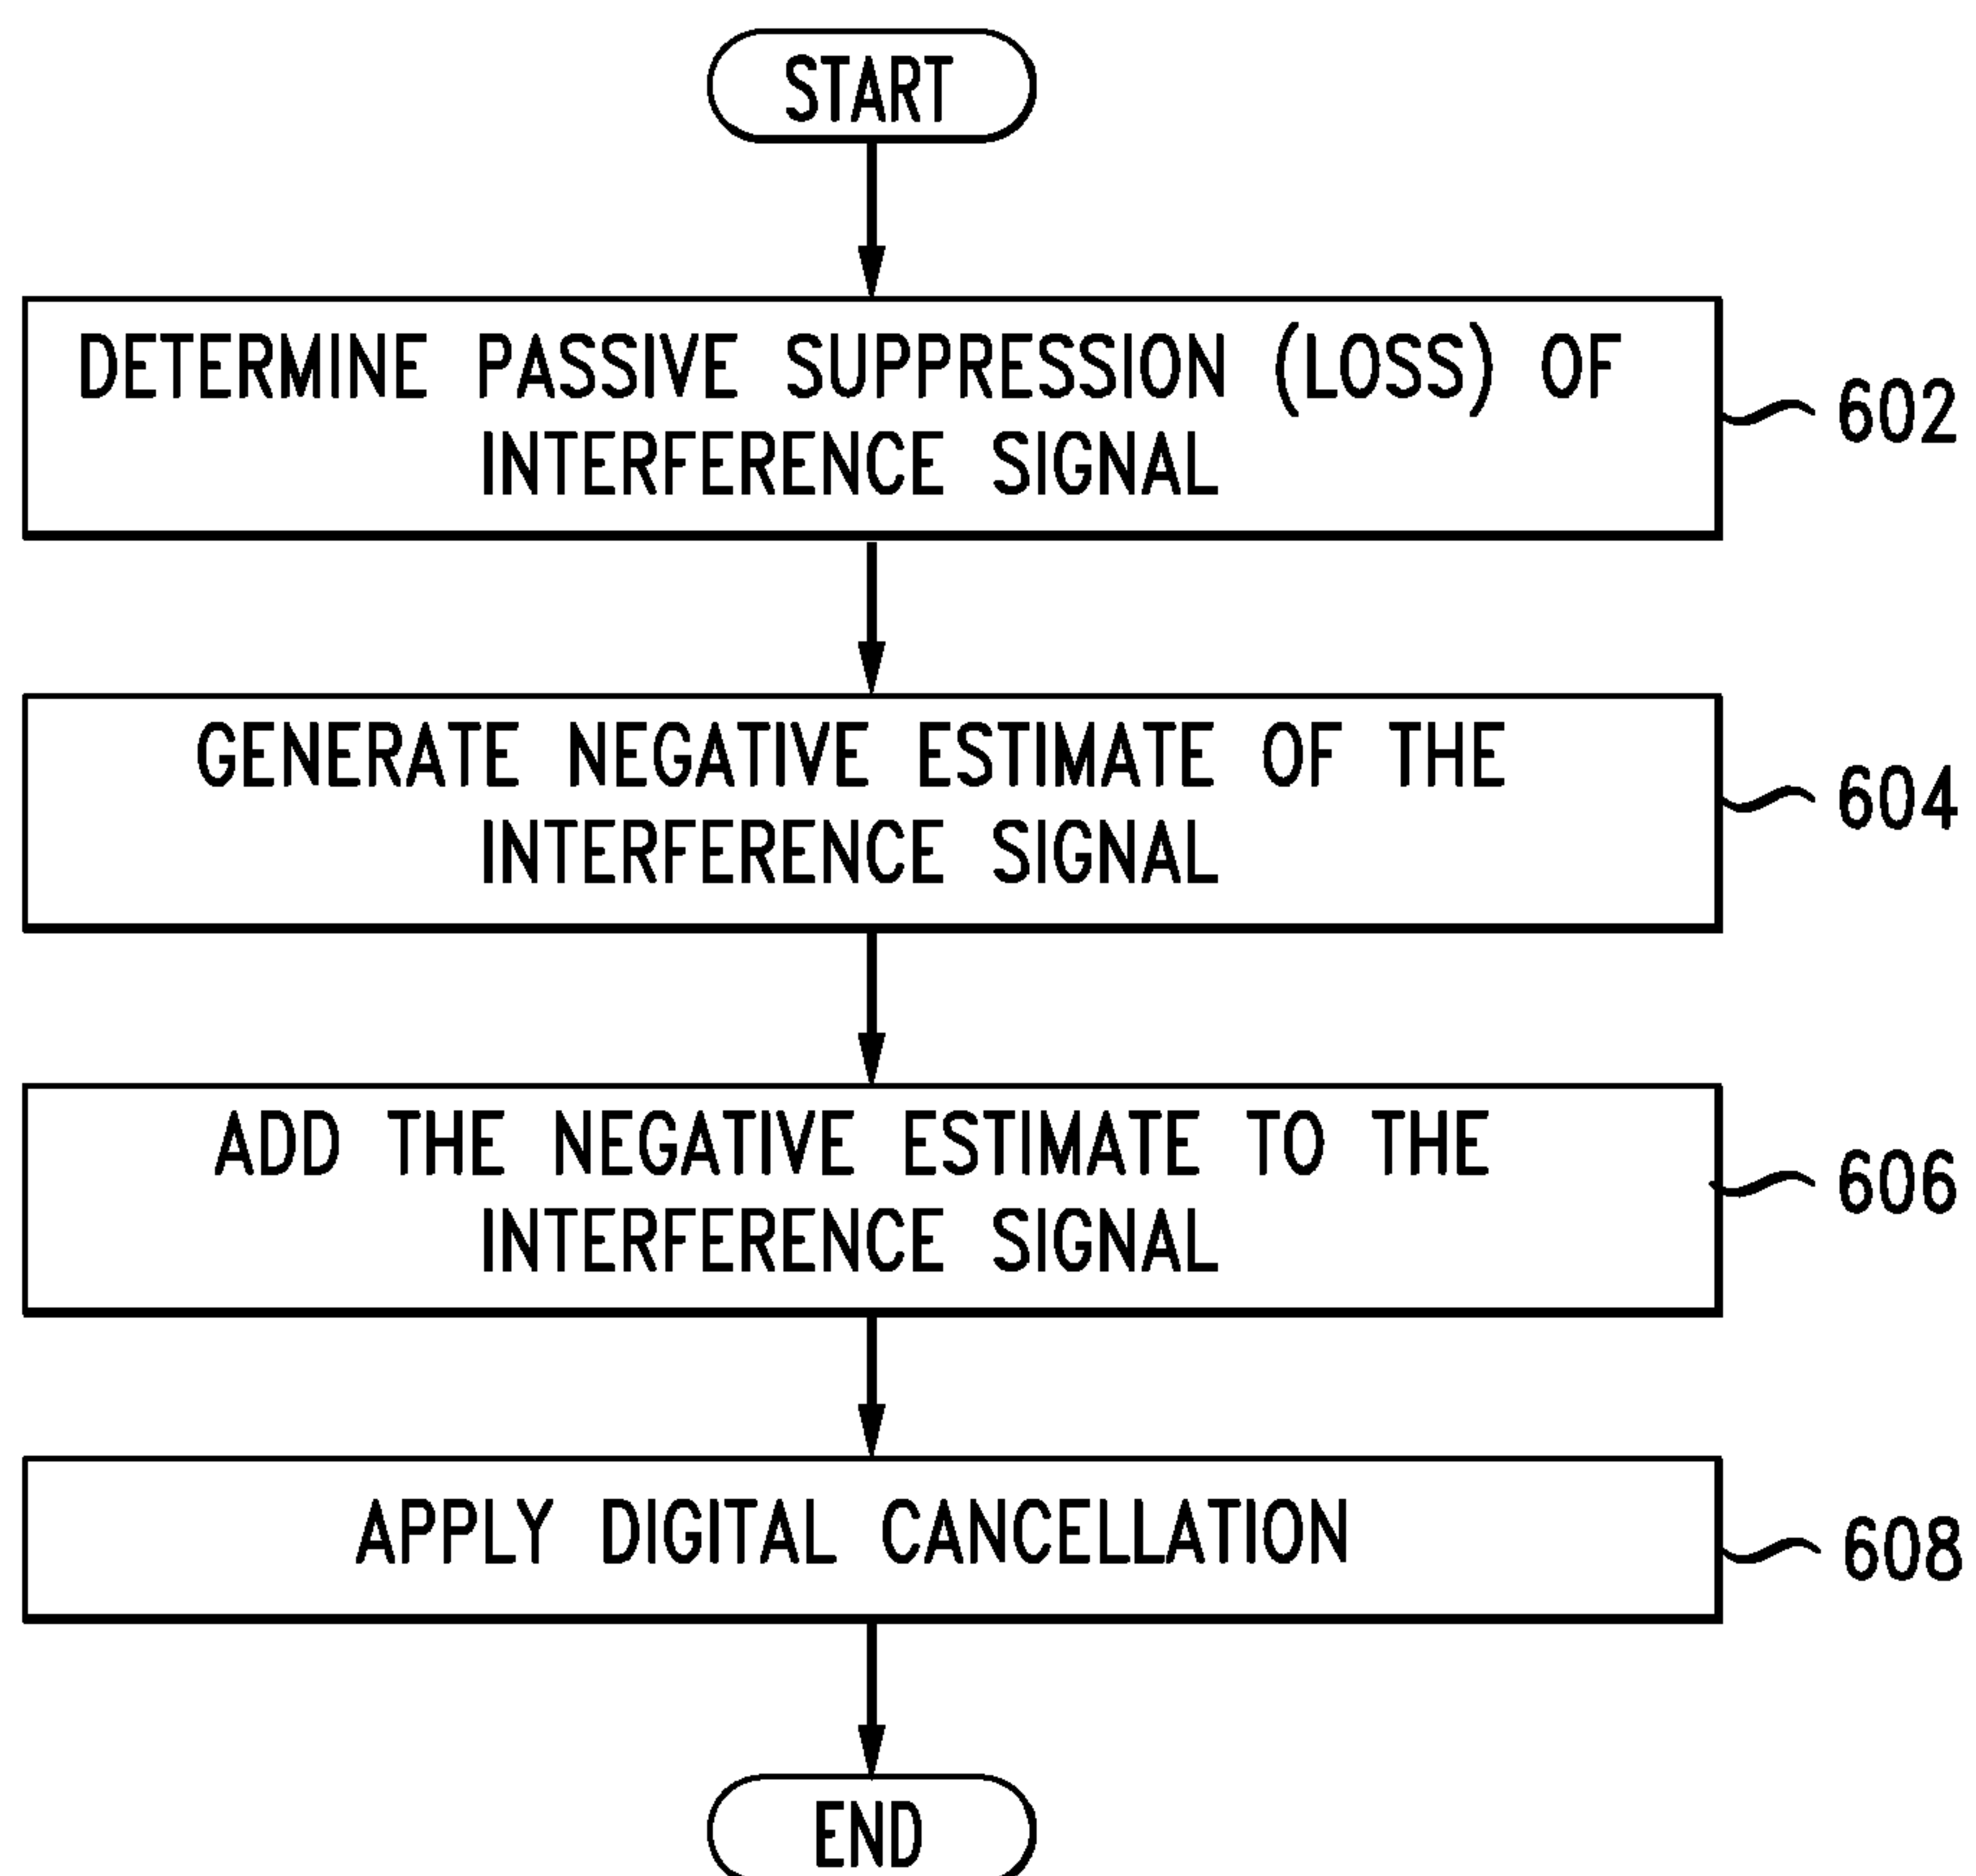 START
DETERMINE PASSIVE SUPPRESSION (LOSS) OF
INTERFERENCE SIGNAL
602
GENERATE NEGATIVE ESTIMATE OF THE
INTERFERENCE SIGNAL
604
ADD THE NEGATIVE ESTIMATE TO THE
INTERFERENCE SIGNAL
606
APPLY DIGITAL CANCELLATION
608
END